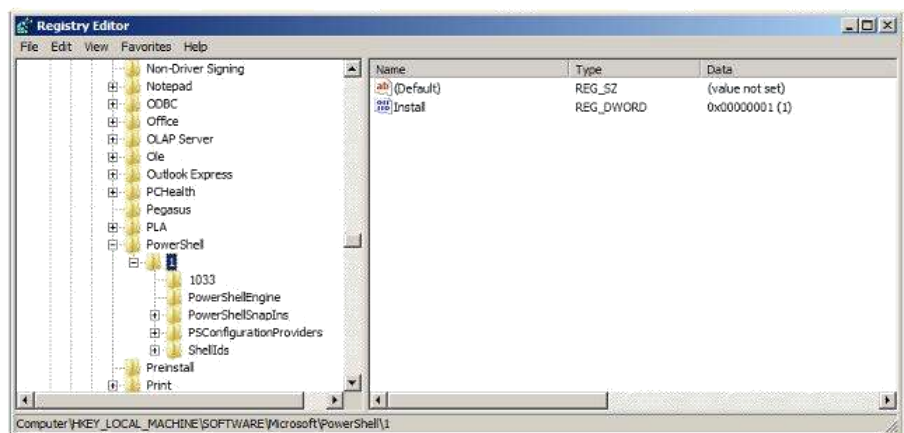 Registry Editor
File Edit View Favorites Help
Non-Driver Signing
Notepad
ODBC
Office
OLAP Server
Ole
Outlook Express
PCHealth
Pegasus
PLA
PowerShell
1
1033
PowerShellEngine
PowerShellSnapIns
PSConfigurationProviders
ShellIds
Preinstall
Print
Name Type Data
(Default) REG_SZ (value not set)
Install REG_DWORD 0x00000001 (1)
Computer\HKEY_LOCAL_MACHINE\SOFTWARE\Microsoft\PowerShell\1